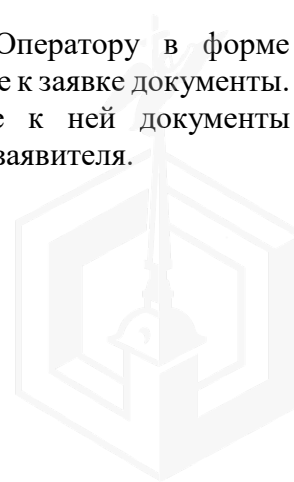 Оператору в форме
е к заявке документы.
е к ней документы
заявителя.